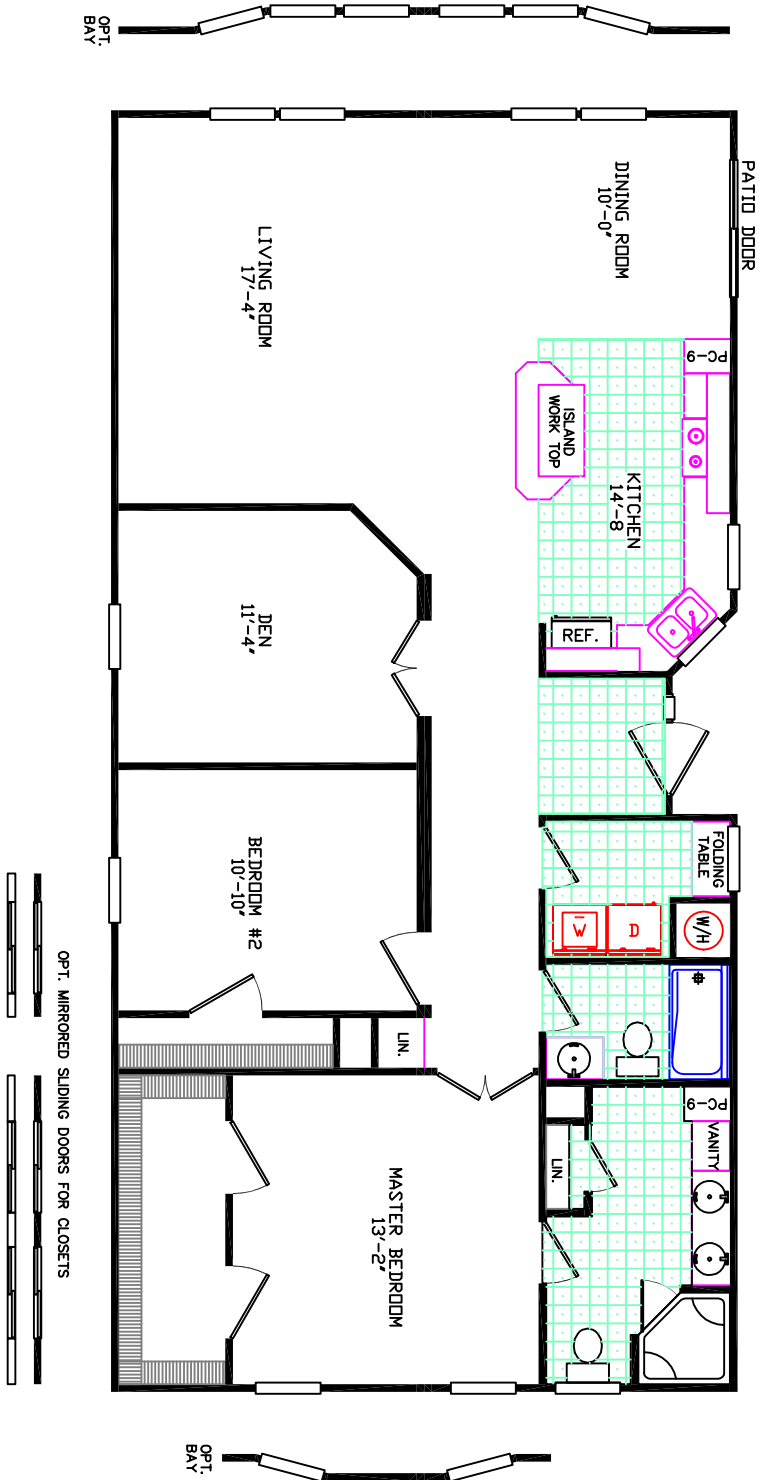 OPT.
BAY
PATIO DOOR
DINING ROOM
10'-0"
LIVING ROOM
17'-4"
PC-9
ISLAND
WORK TOP
KITCHEN
14'-8
REF.
DEN
11'-4"
FOLDING
TABLE
W/H
W
D
BEDROOM #2
10'-10"
LIN.
PC-9
VANITY
LIN.
MASTER BEDROOM
13'-2"
OPT. MIRRORED SLIDING DOORS FOR CLOSETS
OPT.
BAY